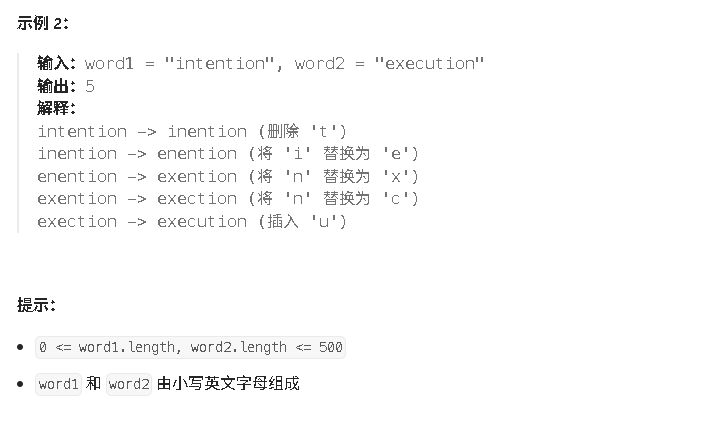 示例 2：
输入：word1 = "intention", word2 = "execution"
输出：5
解释：
intention -> inention (删除 't')
inention -> enention (将 'i' 替换为 'e')
enention -> exention (将 'n' 替换为 'x')
exention -> exection (将 'n' 替换为 'c')
exection -> execution (插入 'u')
提示：
• 0 <= word1.length, word2.length <= 500
• word1 和 word2 由小写英文字母组成